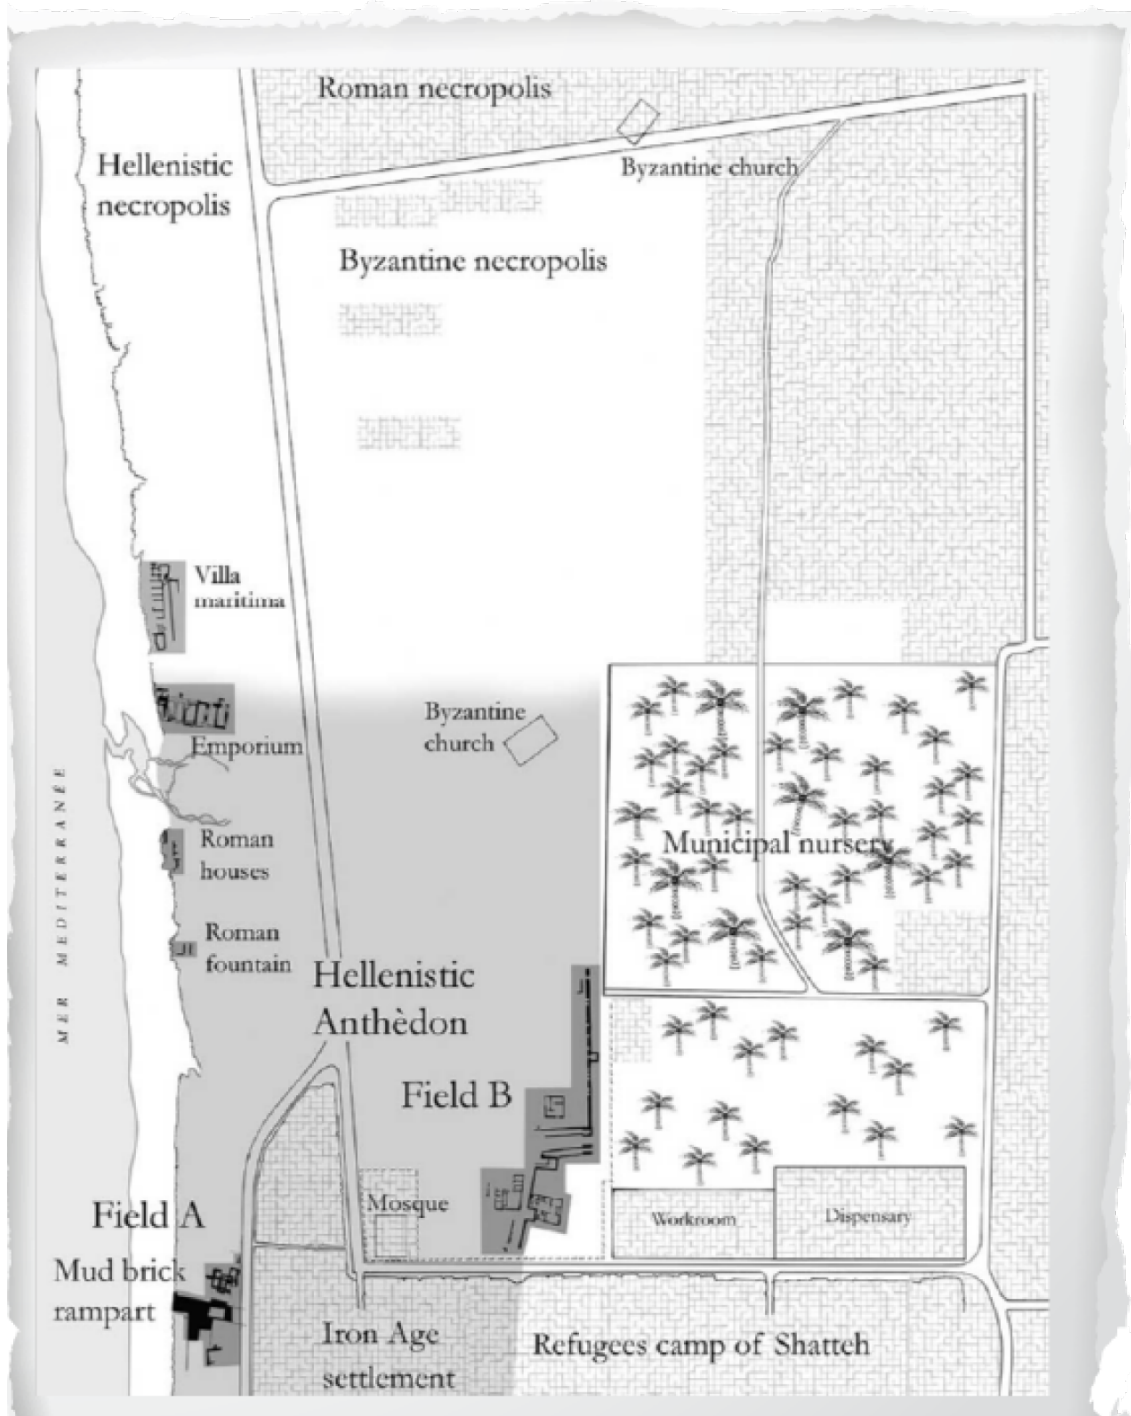 Roman necropolis
Byzantine church
Hellenistic
necropolis
Byzantine necropolis
Villa
maritima
Emporium
Byzantine
church
MER MEDITERRANÉE
Roman
houses
Municipal nursery
Roman
fountain
Hellenistic
Anthèdon
Field B
Mosque
Workroom
Dispensary
Field A
Mud brick
rampart
Iron Age
settlement
Refugees camp of Shatteh